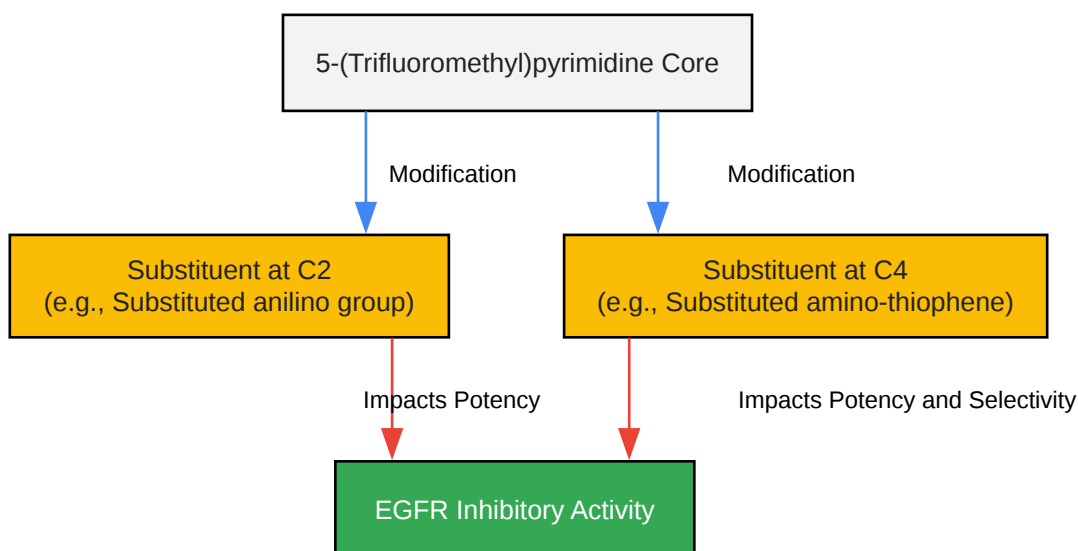 5-(Trifluoromethyl)pyrimidine Core
Modification
Modification
Substituent at C2
(e.g., Substituted anilino group)
Substituent at C4
(e.g., Substituted amino-thiophene)
Impacts Potency
Impacts Potency and Selectivity
EGFR Inhibitory Activity